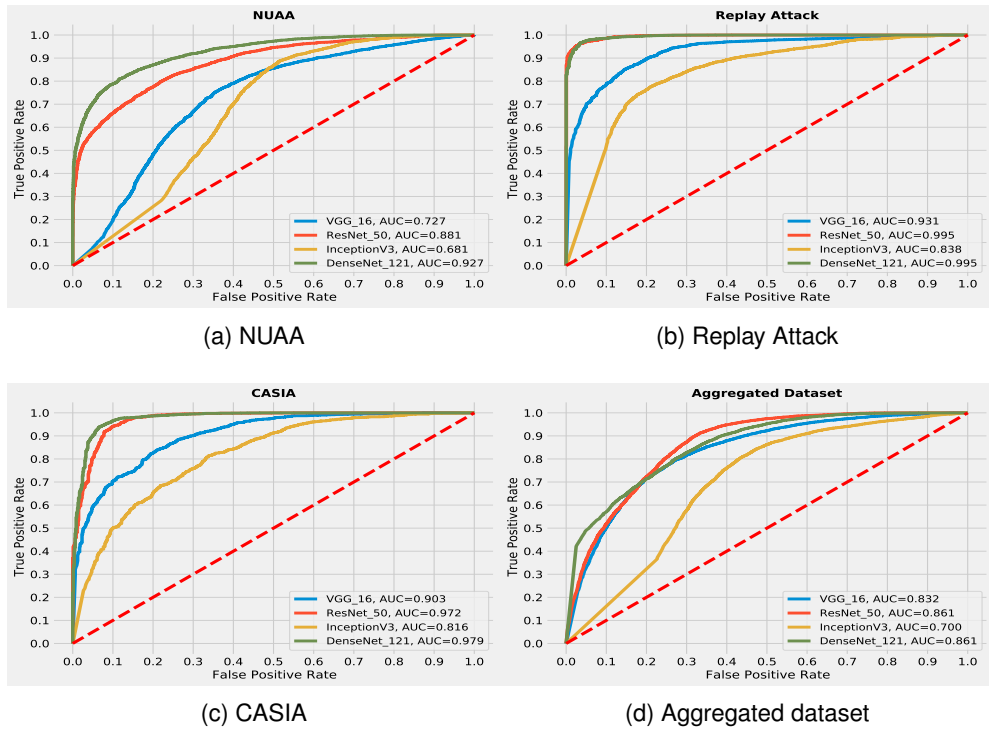 NUAA
1.0
0.9
0.8
0.7
0.6
0.5
0.4
0.3
0.2
0.1
0.0
True Positive Rate
VGG_16, AUC=0.727
ResNet_50, AUC=0.881
InceptionV3, AUC=0.681
DenseNet_121, AUC=0.927
0.0 0.1 0.2 0.3 0.4 0.5 0.6 0.7 0.8 0.9 1.0
False Positive Rate
(a) NUAA
Replay Attack
1.0
0.9
0.8
0.7
0.6
0.5
0.4
0.3
0.2
0.1
0.0
True Positive Rate
VGG_16, AUC=0.931
ResNet_50, AUC=0.995
InceptionV3, AUC=0.838
DenseNet_121, AUC=0.995
0.0 0.1 0.2 0.3 0.4 0.5 0.6 0.7 0.8 0.9 1.0
False Positive Rate
(b) Replay Attack
CASIA
1.0
0.9
0.8
0.7
0.6
0.5
0.4
0.3
0.2
0.1
0.0
True Positive Rate
VGG_16, AUC=0.903
ResNet_50, AUC=0.972
InceptionV3, AUC=0.816
DenseNet_121, AUC=0.979
0.0 0.1 0.2 0.3 0.4 0.5 0.6 0.7 0.8 0.9 1.0
False Positive Rate
(c) CASIA
Aggregated Dataset
1.0
0.9
0.8
0.7
0.6
0.5
0.4
0.3
0.2
0.1
0.0
True Positive Rate
VGG_16, AUC=0.832
ResNet_50, AUC=0.861
InceptionV3, AUC=0.700
DenseNet_121, AUC=0.861
0.0 0.1 0.2 0.3 0.4 0.5 0.6 0.7 0.8 0.9 1.0
False Positive Rate
(d) Aggregated dataset